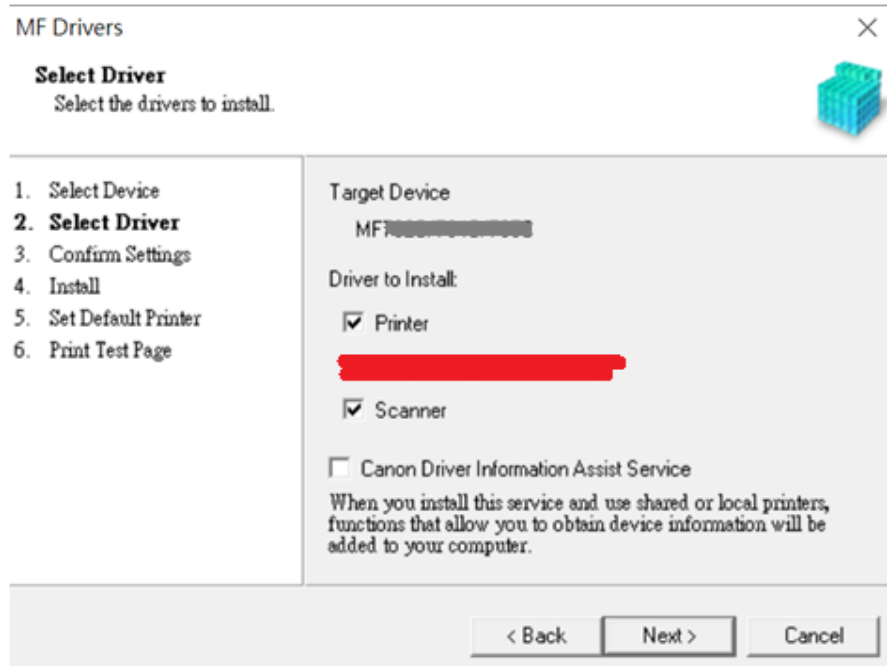 MF Drivers
Select Driver
Select the drivers to install.
1. Select Device
2. Select Driver
3. Confirm Settings
4. Install
5. Set Default Printer
6. Print Test Page
Target Device
Driver to Install:
Printer
Scanner
Canon Driver Information Assist Service
When you install this service and use shared or local printers,
functions that allow you to obtain device information will be
added to your computer.
< Back
Next >
Cancel